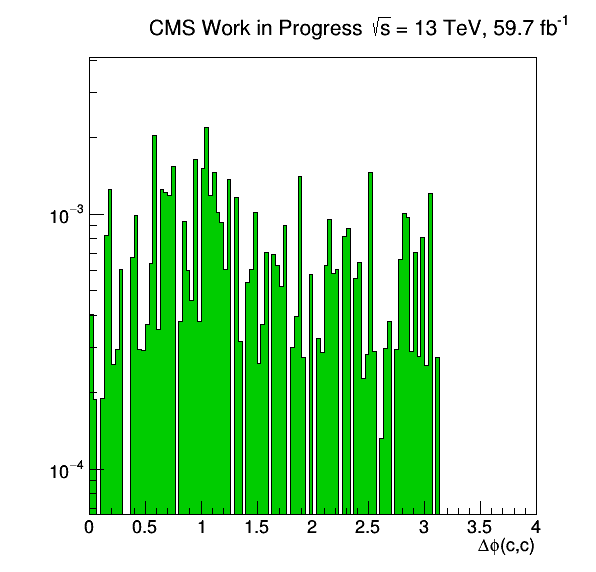 CMS Work in Progress √s = 13 TeV, 59.7 fb⁻¹
10⁻³
10⁻⁴
0 0.5 1 1.5 2 2.5 3 3.5 4
Δϕ(c,c)